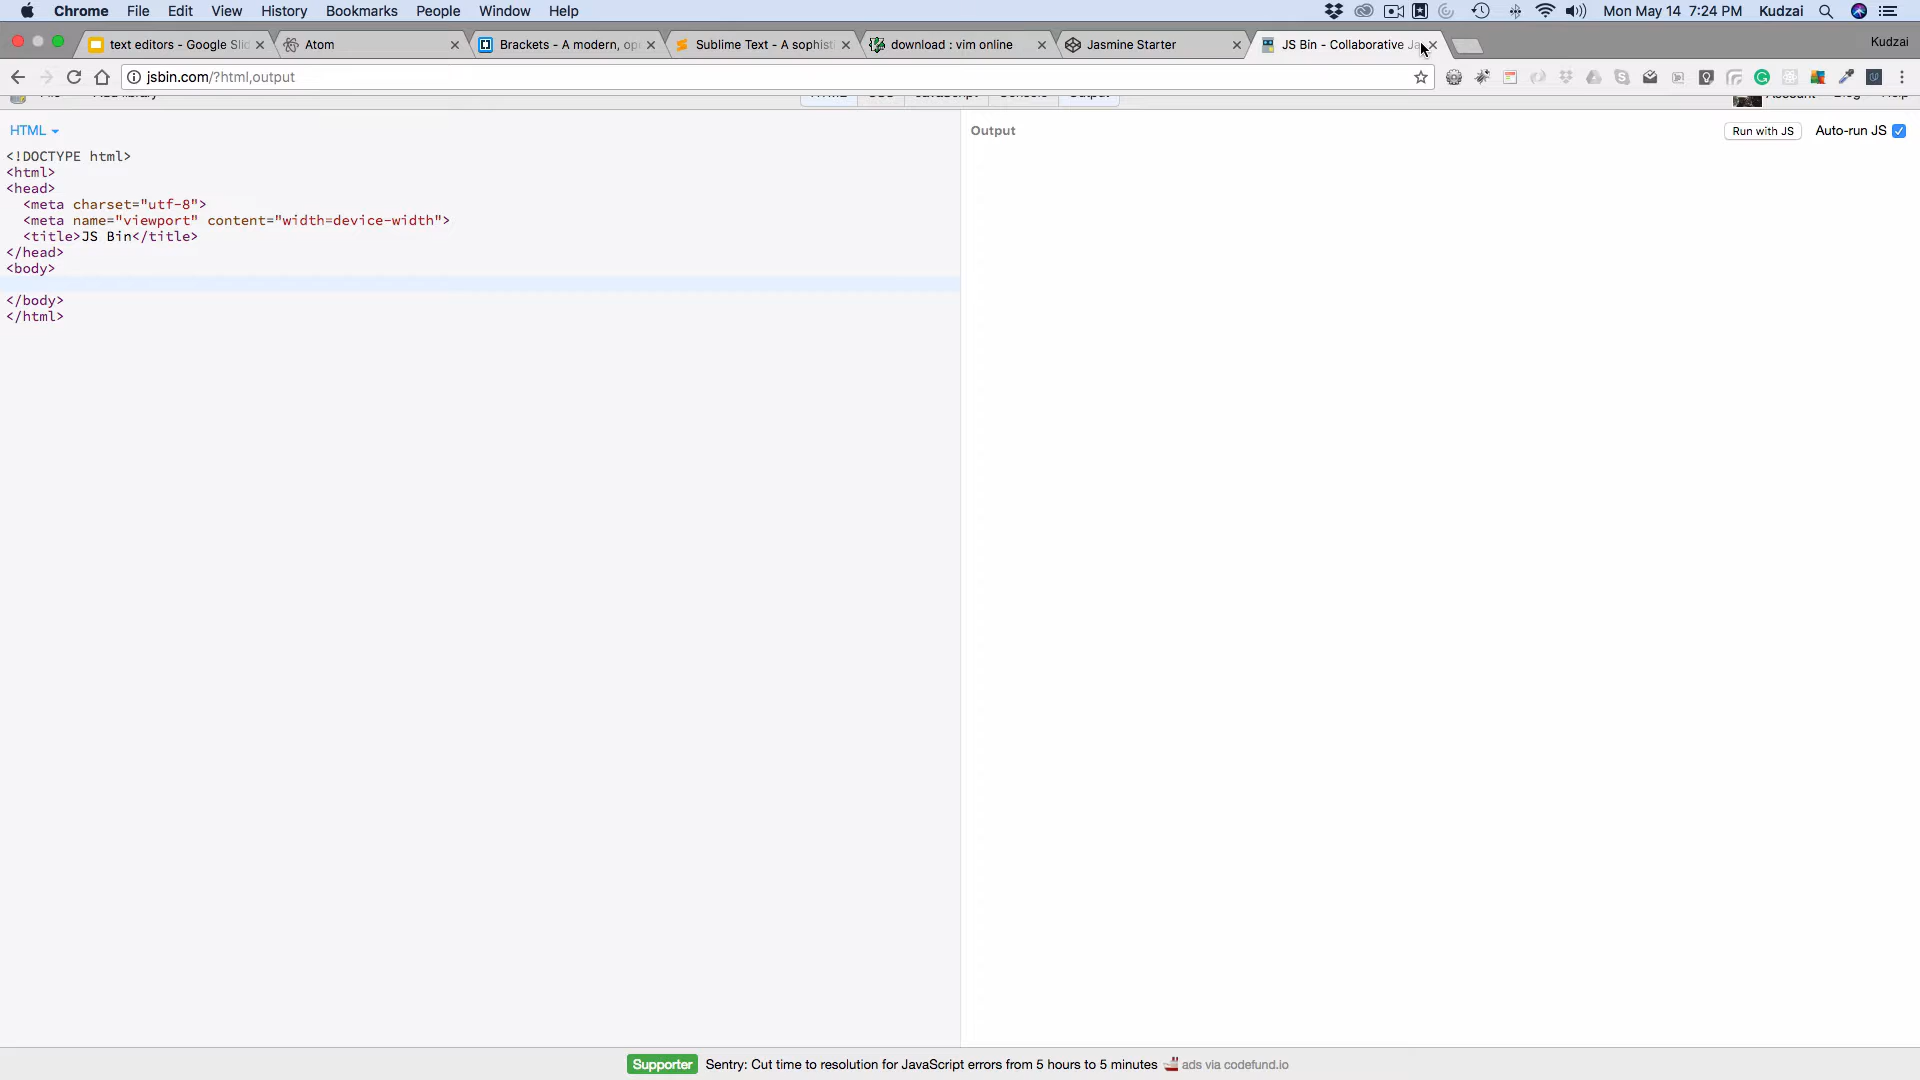 Chrome File Edit View History Bookmarks People Window Help Mon May 14 7:24 PM Kudzai
text editors - Google Slid Atom Brackets - A modern, op Sublime Text - A sophist download : vim online Jasmine Starter JS Bin - Collaborative Ja Kudzai
jsbin.com/?html,output
HTML
Output Run with JS Auto-run JS
<!DOCTYPE html>
<html>
<head>
  <meta charset="utf-8">
  <meta name="viewport" content="width=device-width">
  <title>JS Bin</title>
</head>
<body>
</body>
</html>
Supporter Sentry: Cut time to resolution for JavaScript errors from 5 hours to 5 minutes ads via codefund.io